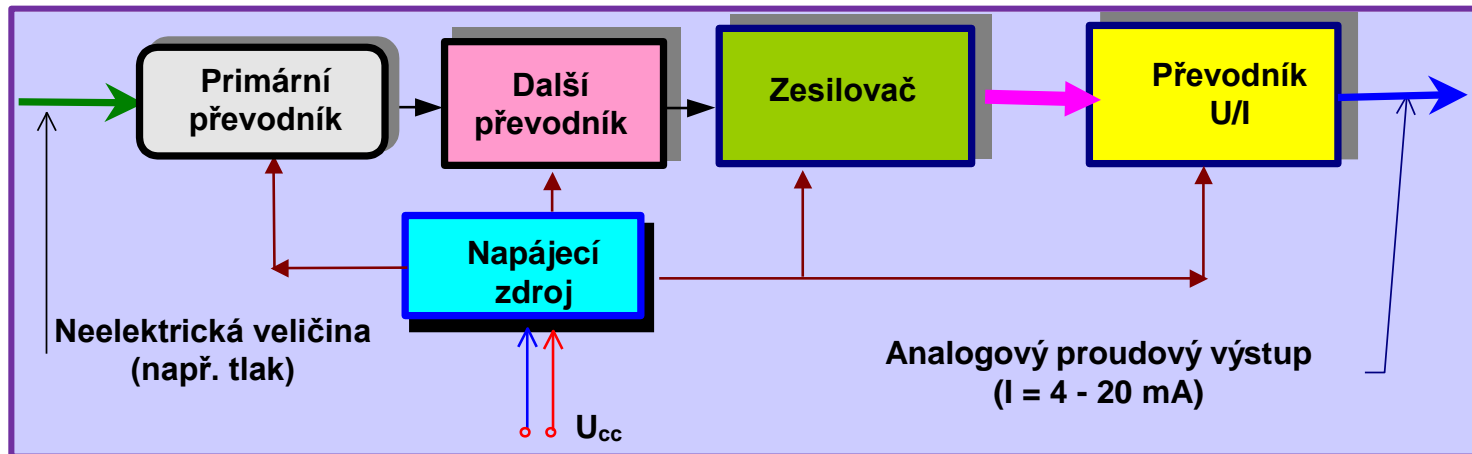 Primární
převodník
Další
převodník
Zesilovač
Převodník
U/I
Napájecí
zdroj
Neelektrická veličina
(např. tlak)
Analogový proudový výstup
(I = 4 - 20 mA)
Ucc